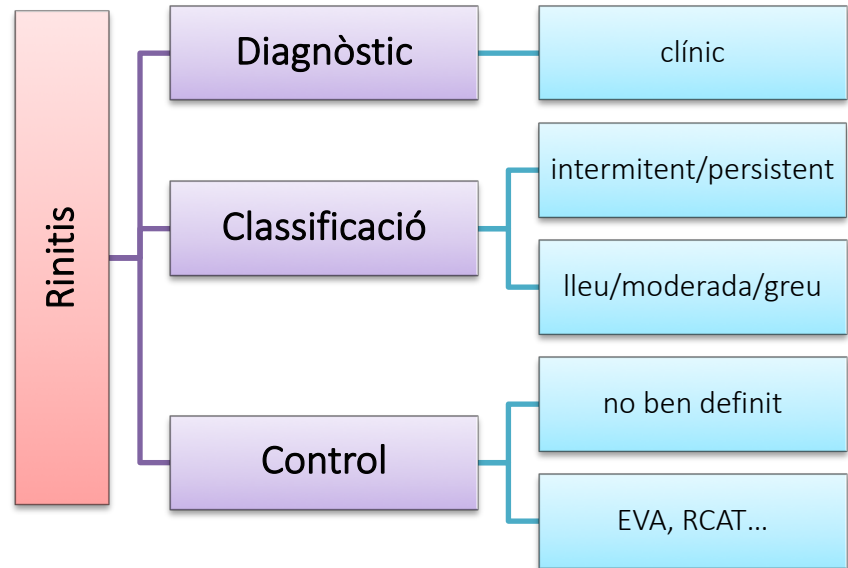 Rinitis
Diagnòstic
clínic
Classificació
intermitent/persistent
lleu/moderada/greu
Control
no ben definit
EVA, RCAT...